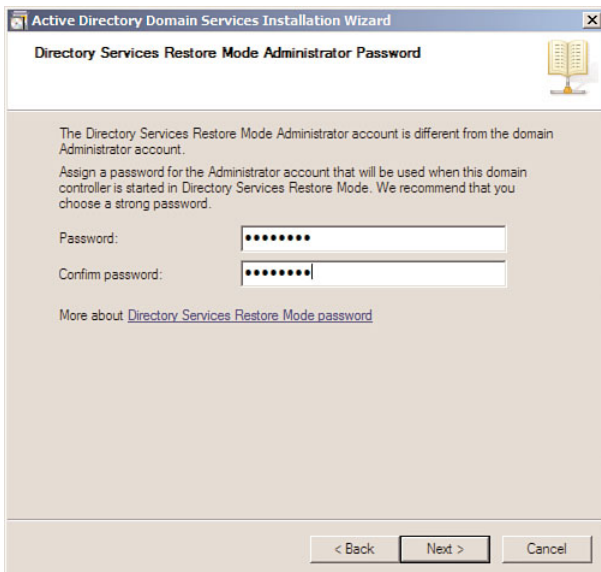 Active Directory Domain Services Installation Wizard
Directory Services Restore Mode Administrator Password
The Directory Services Restore Mode Administrator account is different from the domain
Administrator account.
Assign a password for the Administrator account that will be used when this domain
controller is started in Directory Services Restore Mode. We recommend that you
choose a strong password.
Password: ••••••••
Confirm password: ••••••••
More about Directory Services Restore Mode password
< Back Next > Cancel